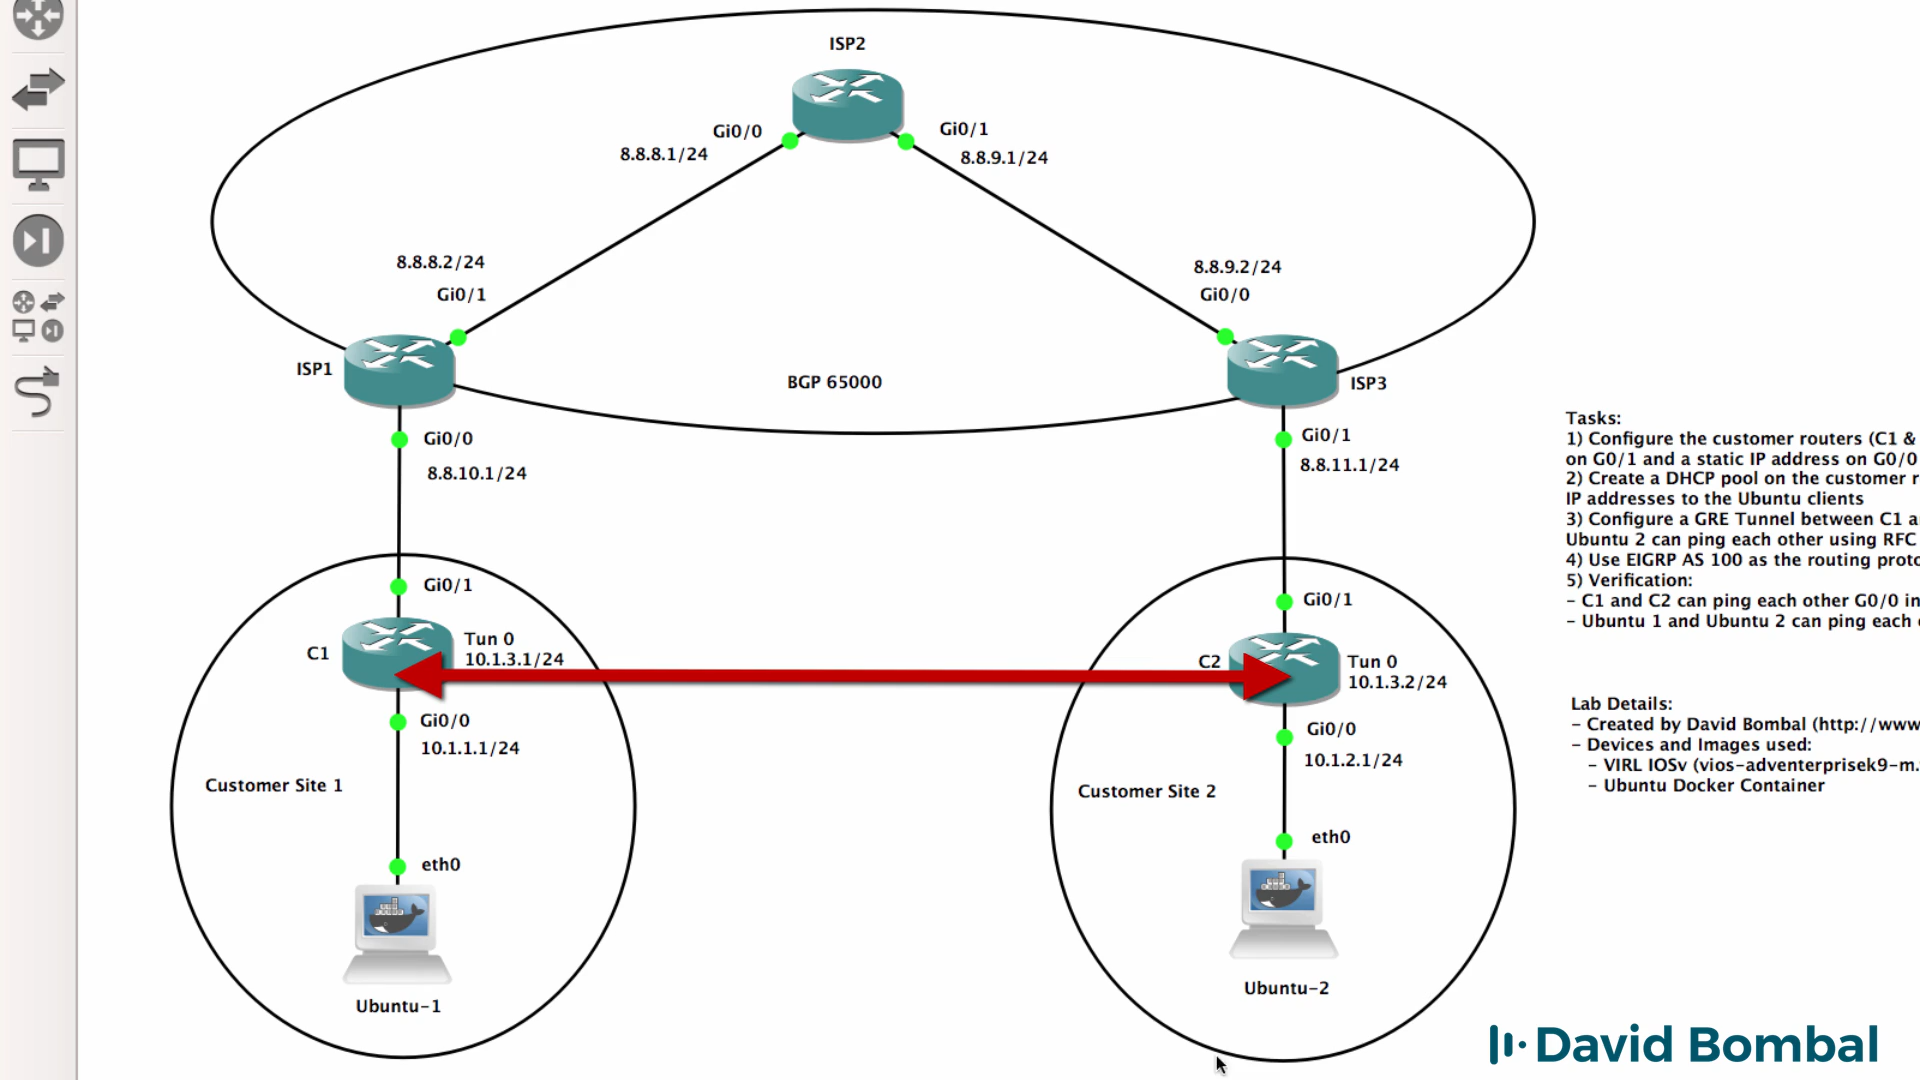 ISP2
Gi0/0
8.8.8.1/24
Gi0/1
8.8.9.1/24
8.8.8.2/24
Gi0/1
8.8.9.2/24
Gi0/0
ISP1
BGP 65000
ISP3
Gi0/0
8.8.10.1/24
Gi0/1
8.8.11.1/24
Tasks:
1) Configure the customer routers (C1 &
on G0/1 and a static IP address on G0/0
2) Create a DHCP pool on the customer
IP addresses to the Ubuntu clients
3) Configure a GRE Tunnel between C1
Ubuntu 2 can ping each other using RFC
4) Use EIGRP AS 100 as the routing
5) Verification:
- C1 and C2 can ping each other G0/0
- Ubuntu 1 and Ubuntu 2 can ping each
Gi0/1
C1
Tun 0
10.1.3.1/24
Gi0/0
10.1.1.1/24
Customer Site 1
eth0
Ubuntu-1
Gi0/1
C2
Tun 0
10.1.3.2/24
Gi0/0
10.1.2.1/24
Customer Site 2
eth0
Ubuntu-2
Lab Details:
- Created by David Bombal (http://www
- Devices and Images used:
- VIRL IOSv (vios-adventerprisek9-m.
- Ubuntu Docker Container
David Bombal